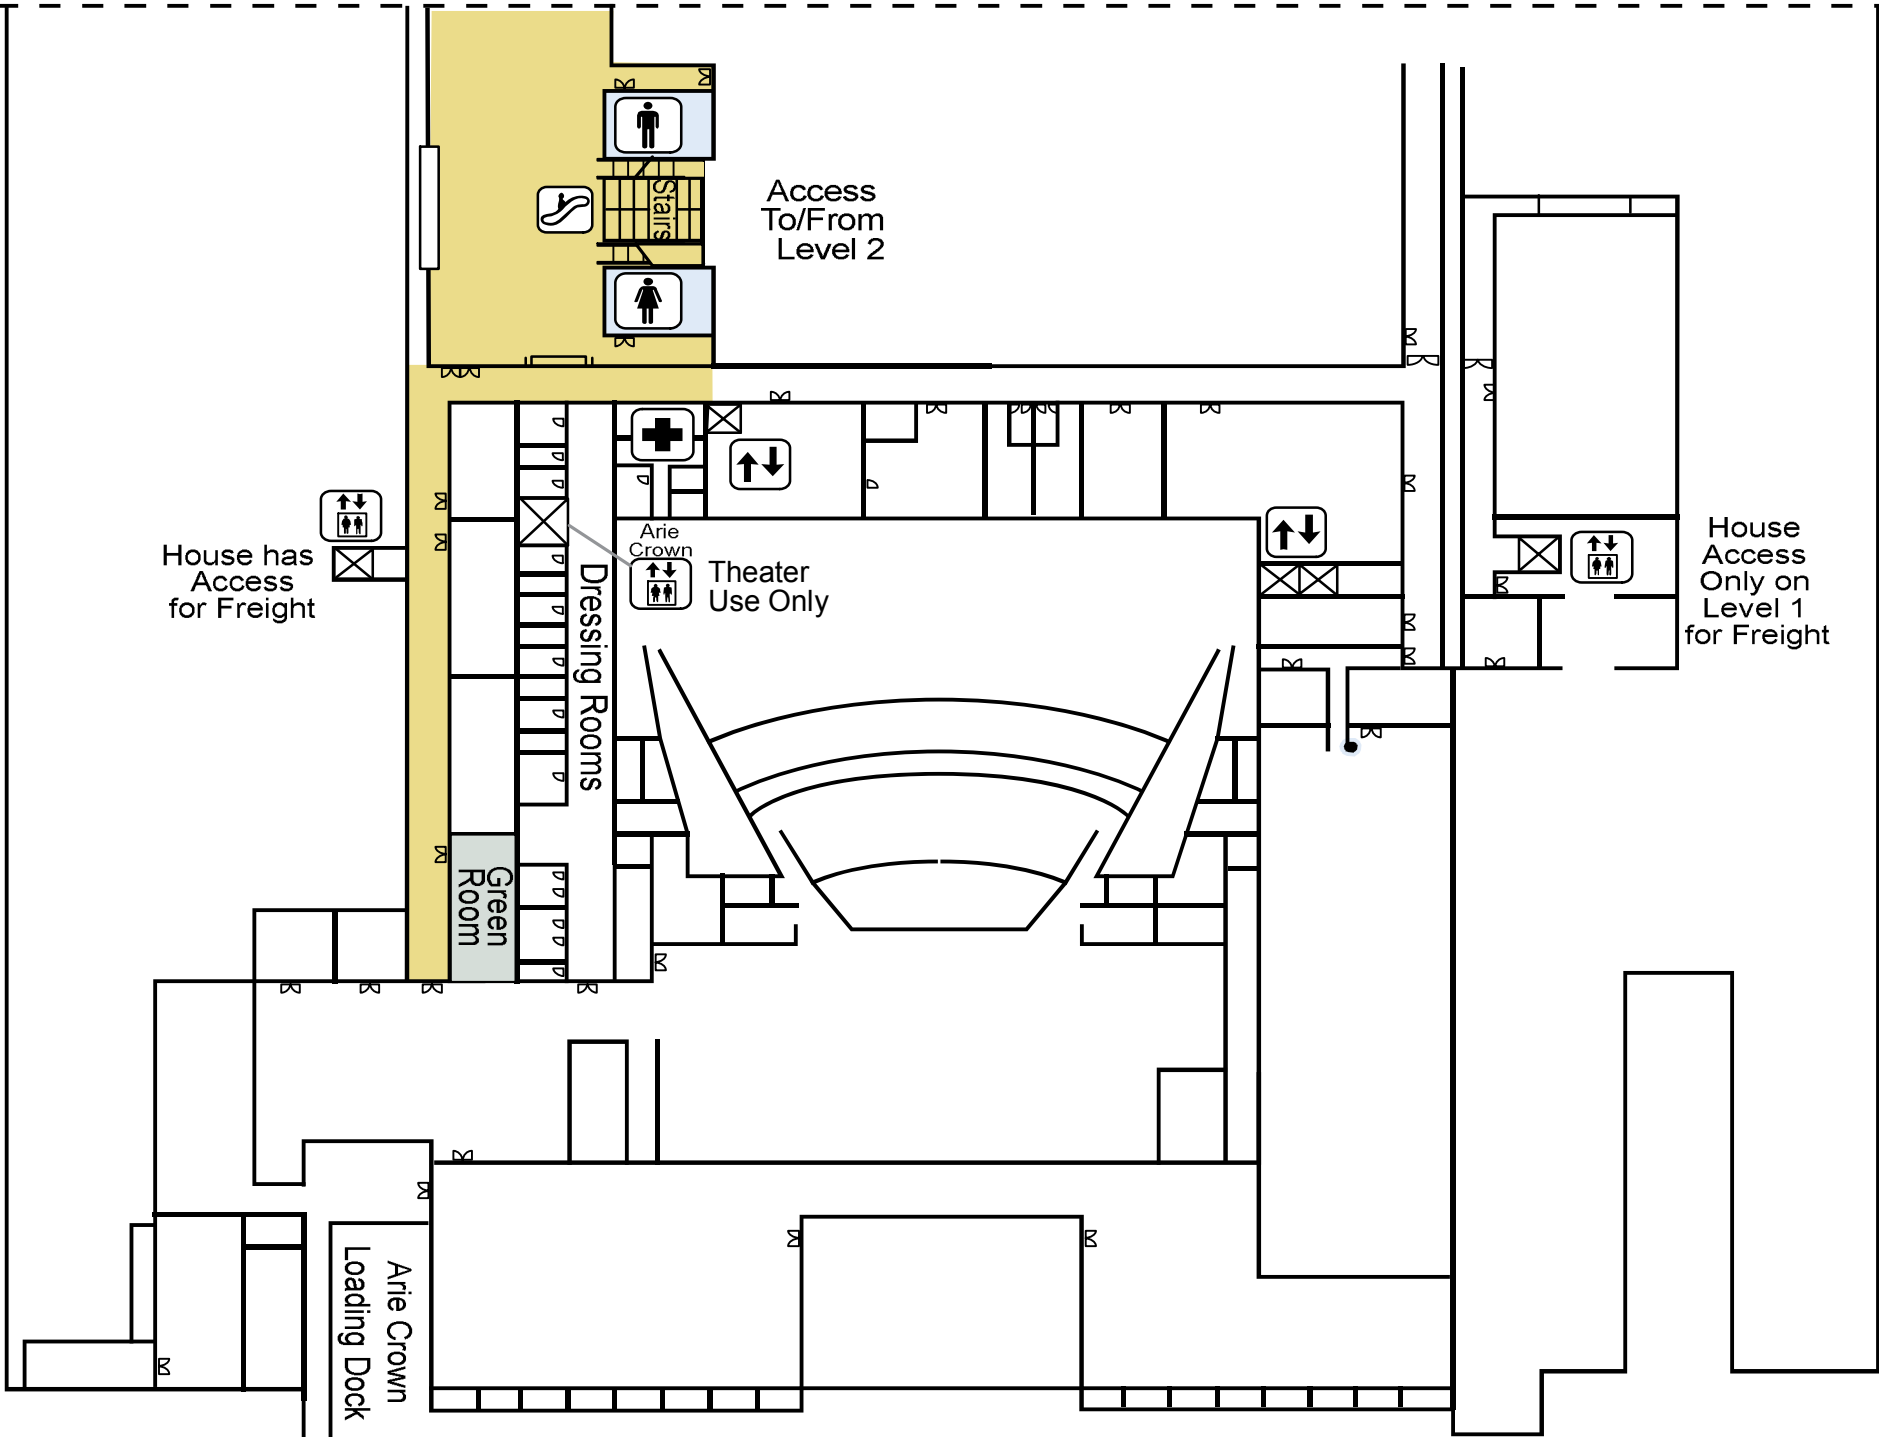 Stairs
Access
To/From
Level 2
Arie
Crown
Theater
Use Only
House has
Access
for Freight
House
Access
Only on
Level 1
for Freight
Dressing Rooms
Green
Room
Arie Crown
Loading Dock